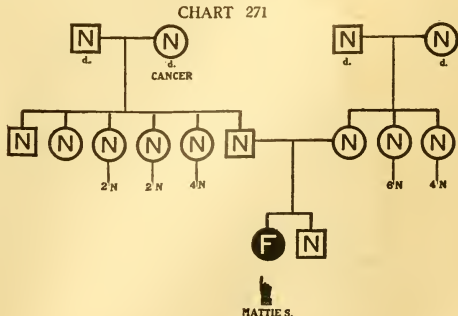 CHART 271
N N N N
d. d. d. d.
CANCER
N N N N N N N N N
2 N 2 N 4 N 6 N 4 N
F N
MATTIE S.